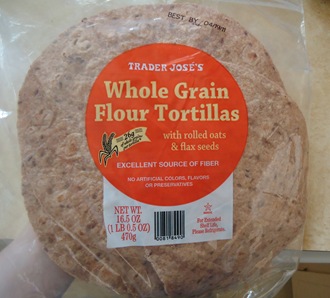 BEST BY
TRADER JOSÉ'S
Whole Grain
Flour Tortillas
with rolled oats
& flax seeds
26g
EXCELLENT SOURCE OF FIBER
NO ARTIFICIAL COLORS, FLAVORS
OR PRESERVATIVES
NET WT.
16.5 OZ
(1 LB 0.5 OZ)
470g
For Extended
Shelf Life,
Please Refrigerate.